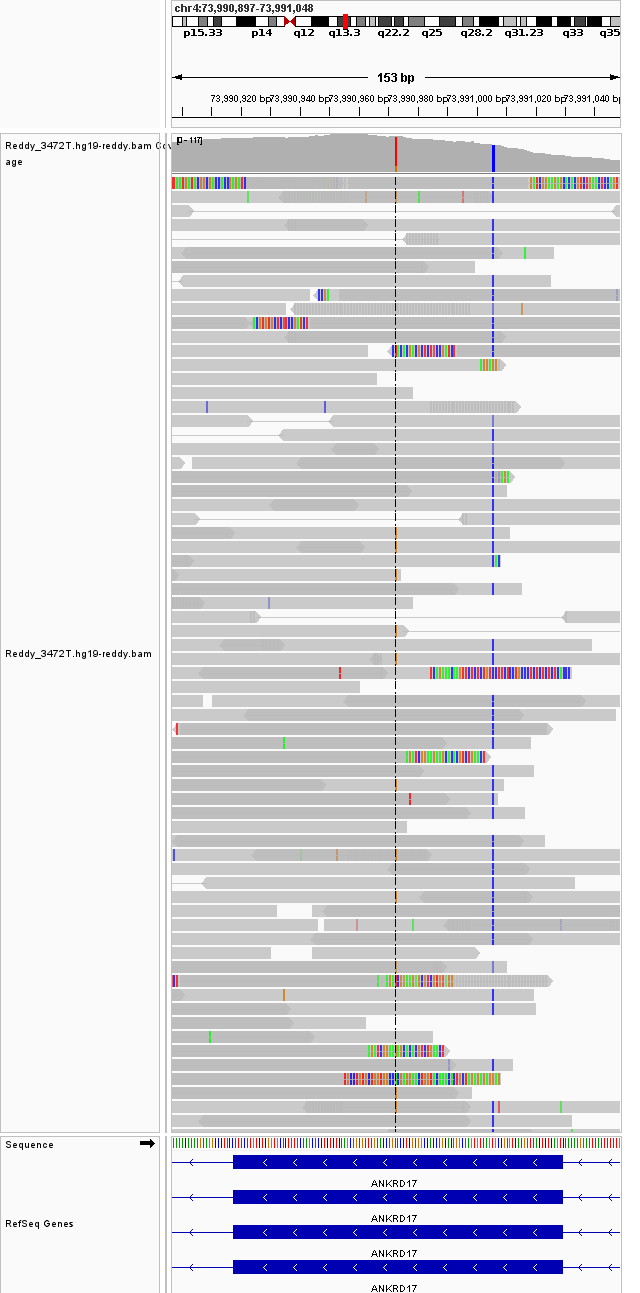 chr4:73,990,897-73,991,048
p15.33 p14 q12 q13.3 q22.2 q25 q28.2 q31.23 q33 q35
153 bp
73,990,920 bp 73,990,940 bp 73,990,960 bp 73,990,980 bp 73,991,000 bp 73,991,020 bp 73,991,040 bp
Reddy_3472T.hg19-reddy.bam Cov
age
[0 - 117]
Reddy_3472T.hg19-reddy.bam
Sequence
ANKRD17
ANKRD17
RefSeq Genes
ANKRD17
ANKRD17